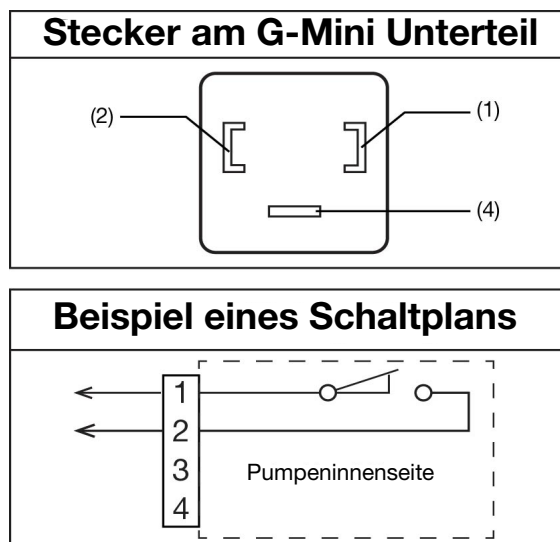 Stecker am G-Mini Unterteil
(2)
(1)
(4)
Beispiel eines Schaltplans
1
2
3
4
Pumpeninnenseite